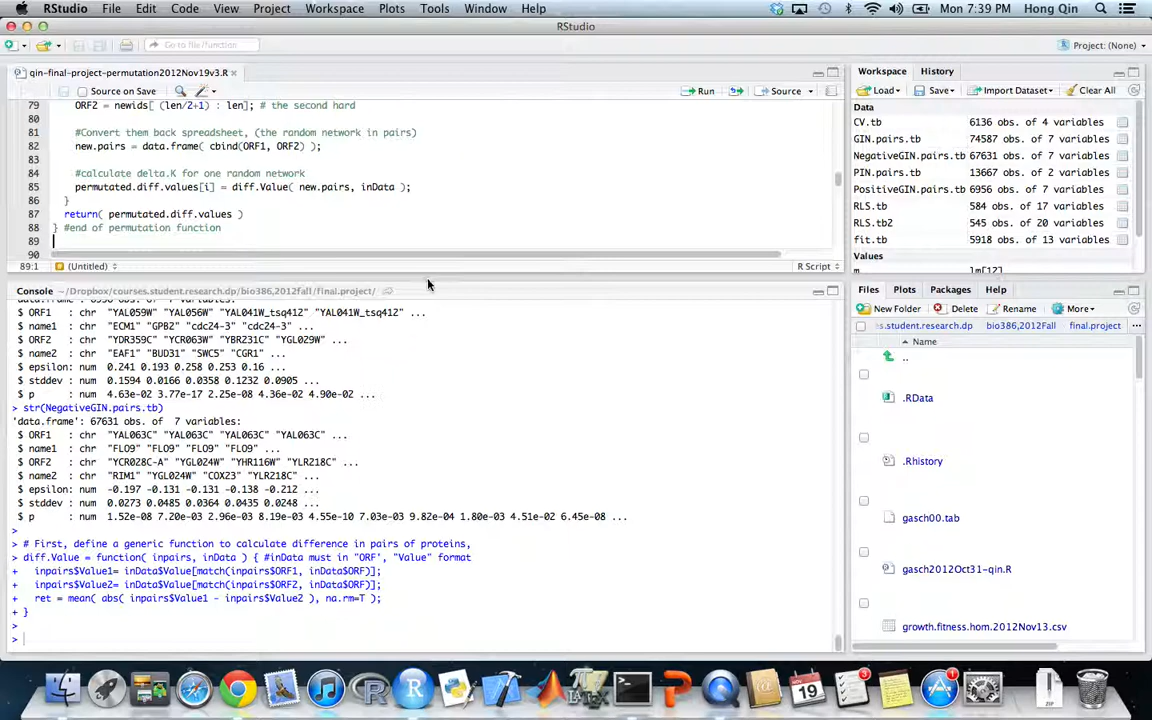 RStudio File Edit Code View Project Workspace Plots Tools Window Help Mon 7:39 PM Hong Qin
RStudio
Go to file/function
Project: (None)
qin-final-project-permutation2012Nov19v3.R
Source on Save
Run
Source
79 ORF2 = newids[ (len/2+1) : len]; # the second hard
80
81 #Convert them back spreadsheet, (the random network in pairs)
82 new.pairs = data.frame( cbind(ORF1, ORF2) );
83
84 #calculate delta.K for one random network
85 permutated.diff.values[i] = diff.Value( new.pairs, inData );
86 }
87 return( permutated.diff.values )
88 } #end of permutation function
89
90
89:1 (Untitled) R Script
Console ~/Dropbox/courses.student.research.dp/bio386,2012fall/final.project/
$ ORF1 : chr "YAL059W" "YAL056W" "YAL041W_tsq412" "YAL041W_tsq412" ...
$ name1 : chr "ECM1" "GPB2" "cdc24-3" "cdc24-3" ...
$ ORF2 : chr "YDR359C" "YCR063W" "YBR231C" "YGL029W" ...
$ name2 : chr "EAF1" "BUD31" "SWC5" "CGR1" ...
$ epsilon: num 0.241 0.193 0.258 0.253 0.16 ...
$ stddev : num 0.1594 0.0166 0.0358 0.1232 0.0905 ...
$ p : num 4.63e-02 3.77e-17 2.25e-08 4.36e-02 4.90e-02 ...
> str(NegativeGIN.pairs.tb)
'data.frame': 67631 obs. of 7 variables:
$ ORF1 : chr "YAL063C" "YAL063C" "YAL063C" "YAL063C" ...
$ name1 : chr "FLO9" "FLO9" "FLO9" "FLO9" ...
$ ORF2 : chr "YCR028C-A" "YGL024W" "YHR116W" "YLR218C" ...
$ name2 : chr "RIM1" "YGL024W" "COX23" "YLR218C" ...
$ epsilon: num -0.197 -0.131 -0.131 -0.138 -0.212 ...
$ stddev : num 0.0273 0.0485 0.0364 0.0435 0.0248 ...
$ p : num 1.52e-08 7.20e-03 2.96e-03 8.19e-03 4.55e-10 7.03e-03 9.82e-04 1.80e-03 4.51e-02 6.45e-08 ...
>
> # First, define a generic function to calculate difference in pairs of proteins,
> diff.Value = function( inpairs, inData ) { #inData must in "ORF", "Value" format
+ inpairs$Value1= inData$Value[match(inpairs$ORF1, inData$ORF)];
+ inpairs$Value2= inData$Value[match(inpairs$ORF2, inData$ORF)];
+ ret = mean( abs( inpairs$Value1 - inpairs$Value2 ), na.rm=T );
+ }
>
>
Workspace History
Load Save Import Dataset Clear All
Data
CV.tb 6136 obs. of 4 variables
GIN.pairs.tb 74587 obs. of 7 variables
NegativeGIN.pairs.tb 67631 obs. of 7 variables
PIN.pairs.tb 13667 obs. of 2 variables
PositiveGIN.pairs.tb 6956 obs. of 7 variables
RLS.tb 584 obs. of 17 variables
RLS.tb2 545 obs. of 20 variables
fit.tb 5918 obs. of 13 variables
Values
m lm[12]
Files Plots Packages Help
New Folder Delete Rename More
s.student.research.dp bio386,2012Fall final.project ...
Name
..
.RData
.Rhistory
gasch00.tab
gasch2012Oct31-qin.R
growth.fitness.hom.2012Nov13.csv